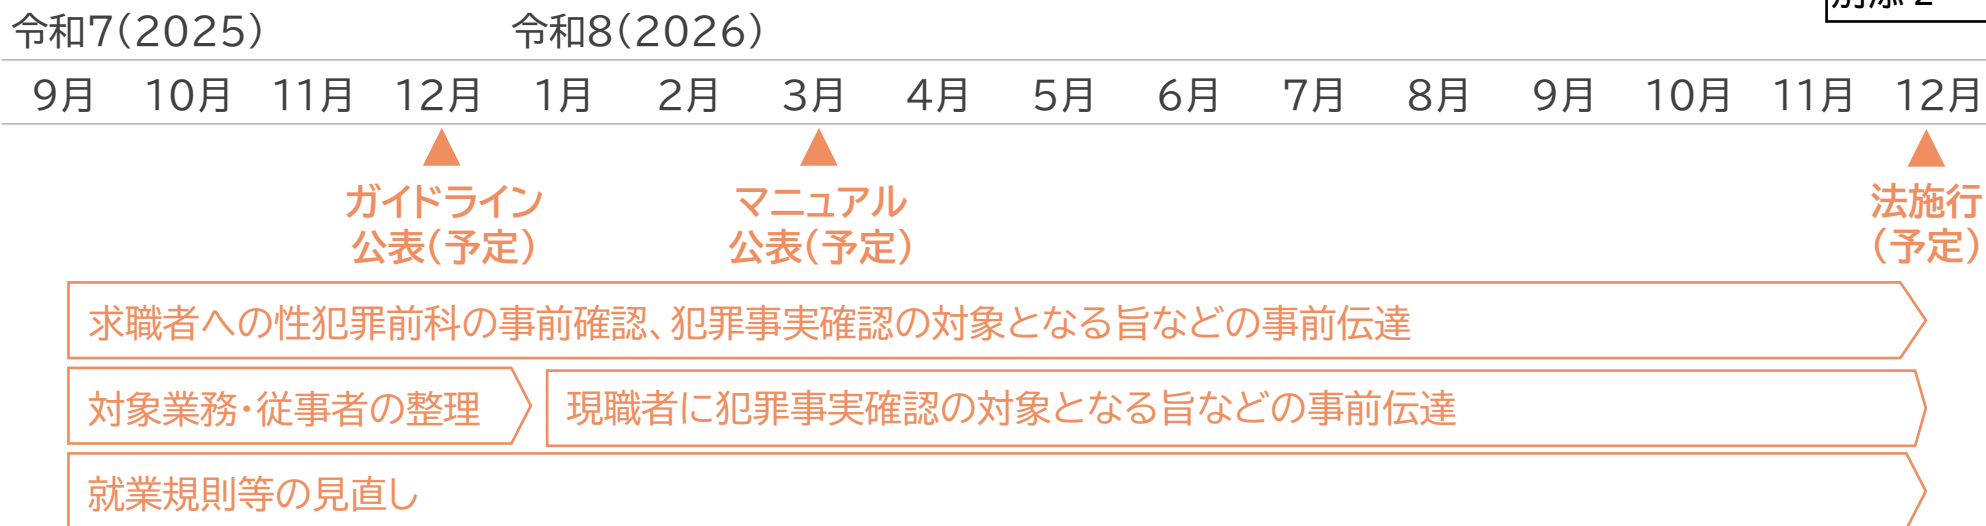 別添 2
令和7(2025)
令和8(2026)
9月 10月 11月 12月 1月 2月 3月 4月 5月 6月 7月 8月 9月 10月 11月 12月
ガイドライン
公表(予定)
マニュアル
公表(予定)
法施行
(予定)
求職者への性犯罪前科の事前確認、犯罪事実確認の対象となる旨などの事前伝達
対象業務・従事者の整理
現職者に犯罪事実確認の対象となる旨などの事前伝達
就業規則等の見直し